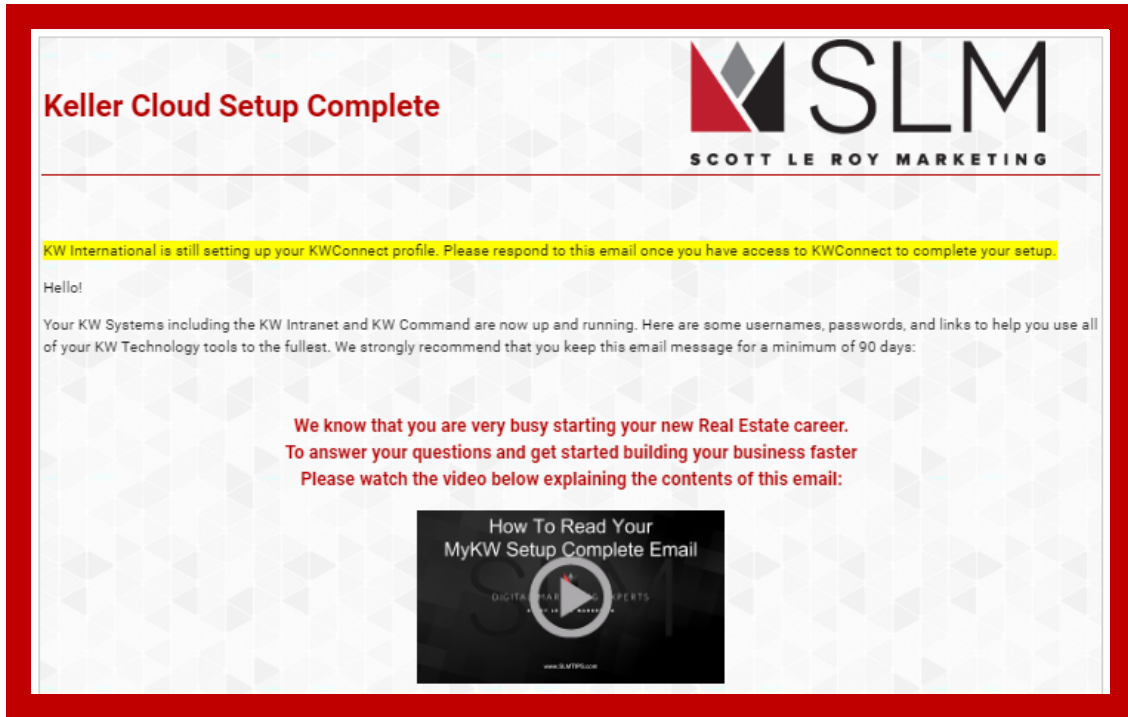 Keller Cloud Setup Complete
SLM
SCOTT LE ROY MARKETING
KW International is still setting up your KWConnect profile. Please respond to this email once you have access to KWConnect to complete your setup.
Hello!
Your KW Systems including the KW Intranet and KW Command are now up and running. Here are some usernames, passwords, and links to help you use all
of your KW Technology tools to the fullest. We strongly recommend that you keep this email message for a minimum of 90 days:
We know that you are very busy starting your new Real Estate career.
To answer your questions and get started building your business faster
Please watch the video below explaining the contents of this email:
How To Read Your
MyKW Setup Complete Email
SLM
www.SLMTIPS.com